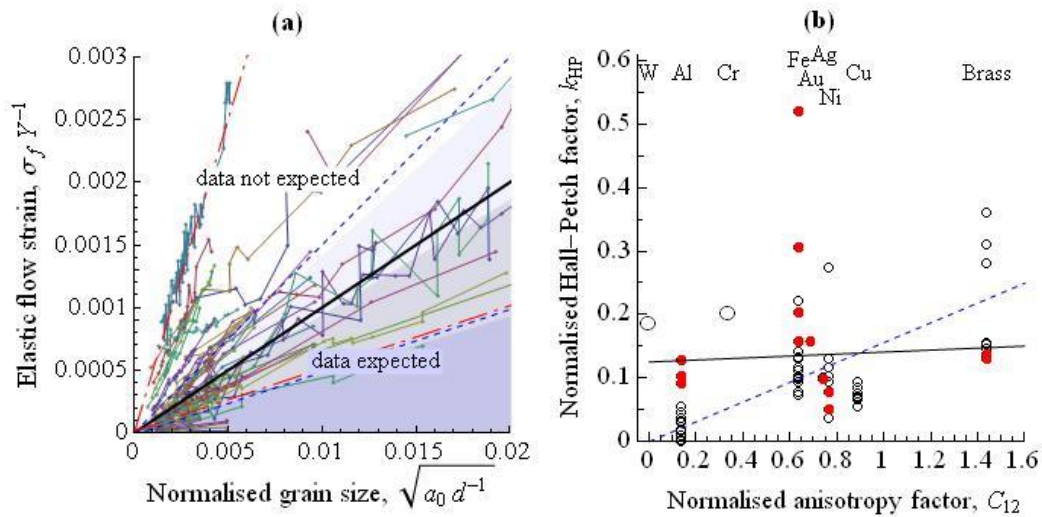 (a)
0.003
0.0025
0.002
0.0015
0.001
0.0005
0
Elastic flow strain, σf Y⁻¹
data not expected
data expected
0 0.005 0.01 0.015 0.02
Normalised grain size, √a₀ d⁻¹
(b)
0.6
0.5
0.4
0.3
0.2
0.1
0
Normalised Hall-Petch factor, kHP
W Al Cr Fe Ag Cu Brass
Au
Ni
0 0.2 0.4 0.6 0.8 1 1.2 1.4 1.6
Normalised anisotropy factor, C₁₂